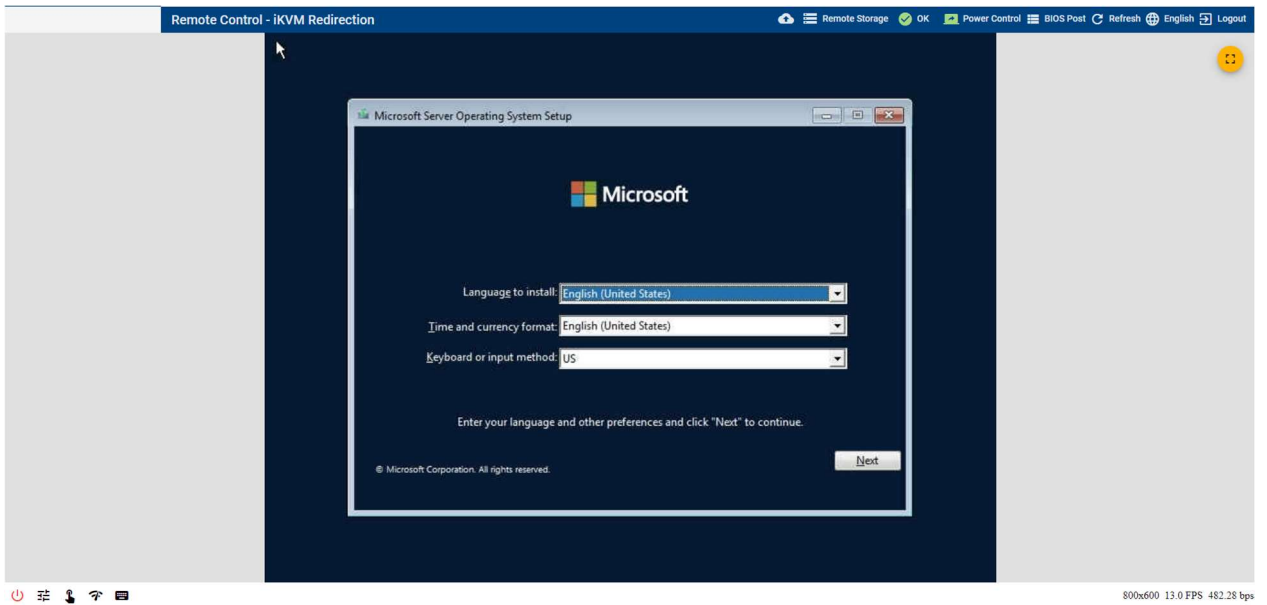 Remote Control - iKVM Redirection Remote Storage OK Power Control BIOS Post Refresh English Logout
Microsoft Server Operating System Setup
Microsoft
Language to install: English (United States)
Time and currency format: English (United States)
Keyboard or input method: US
Enter your language and other preferences and click "Next" to continue.
Next
© Microsoft Corporation. All rights reserved.
800x600 13.0 FPS 482.28 bps